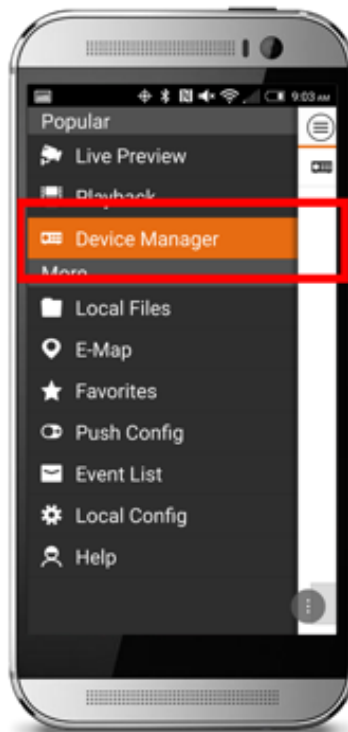 9:03 AM
Popular
Live Preview
Playback
Device Manager
More
Local Files
E-Map
Favorites
Push Config
Event List
Local Config
Help